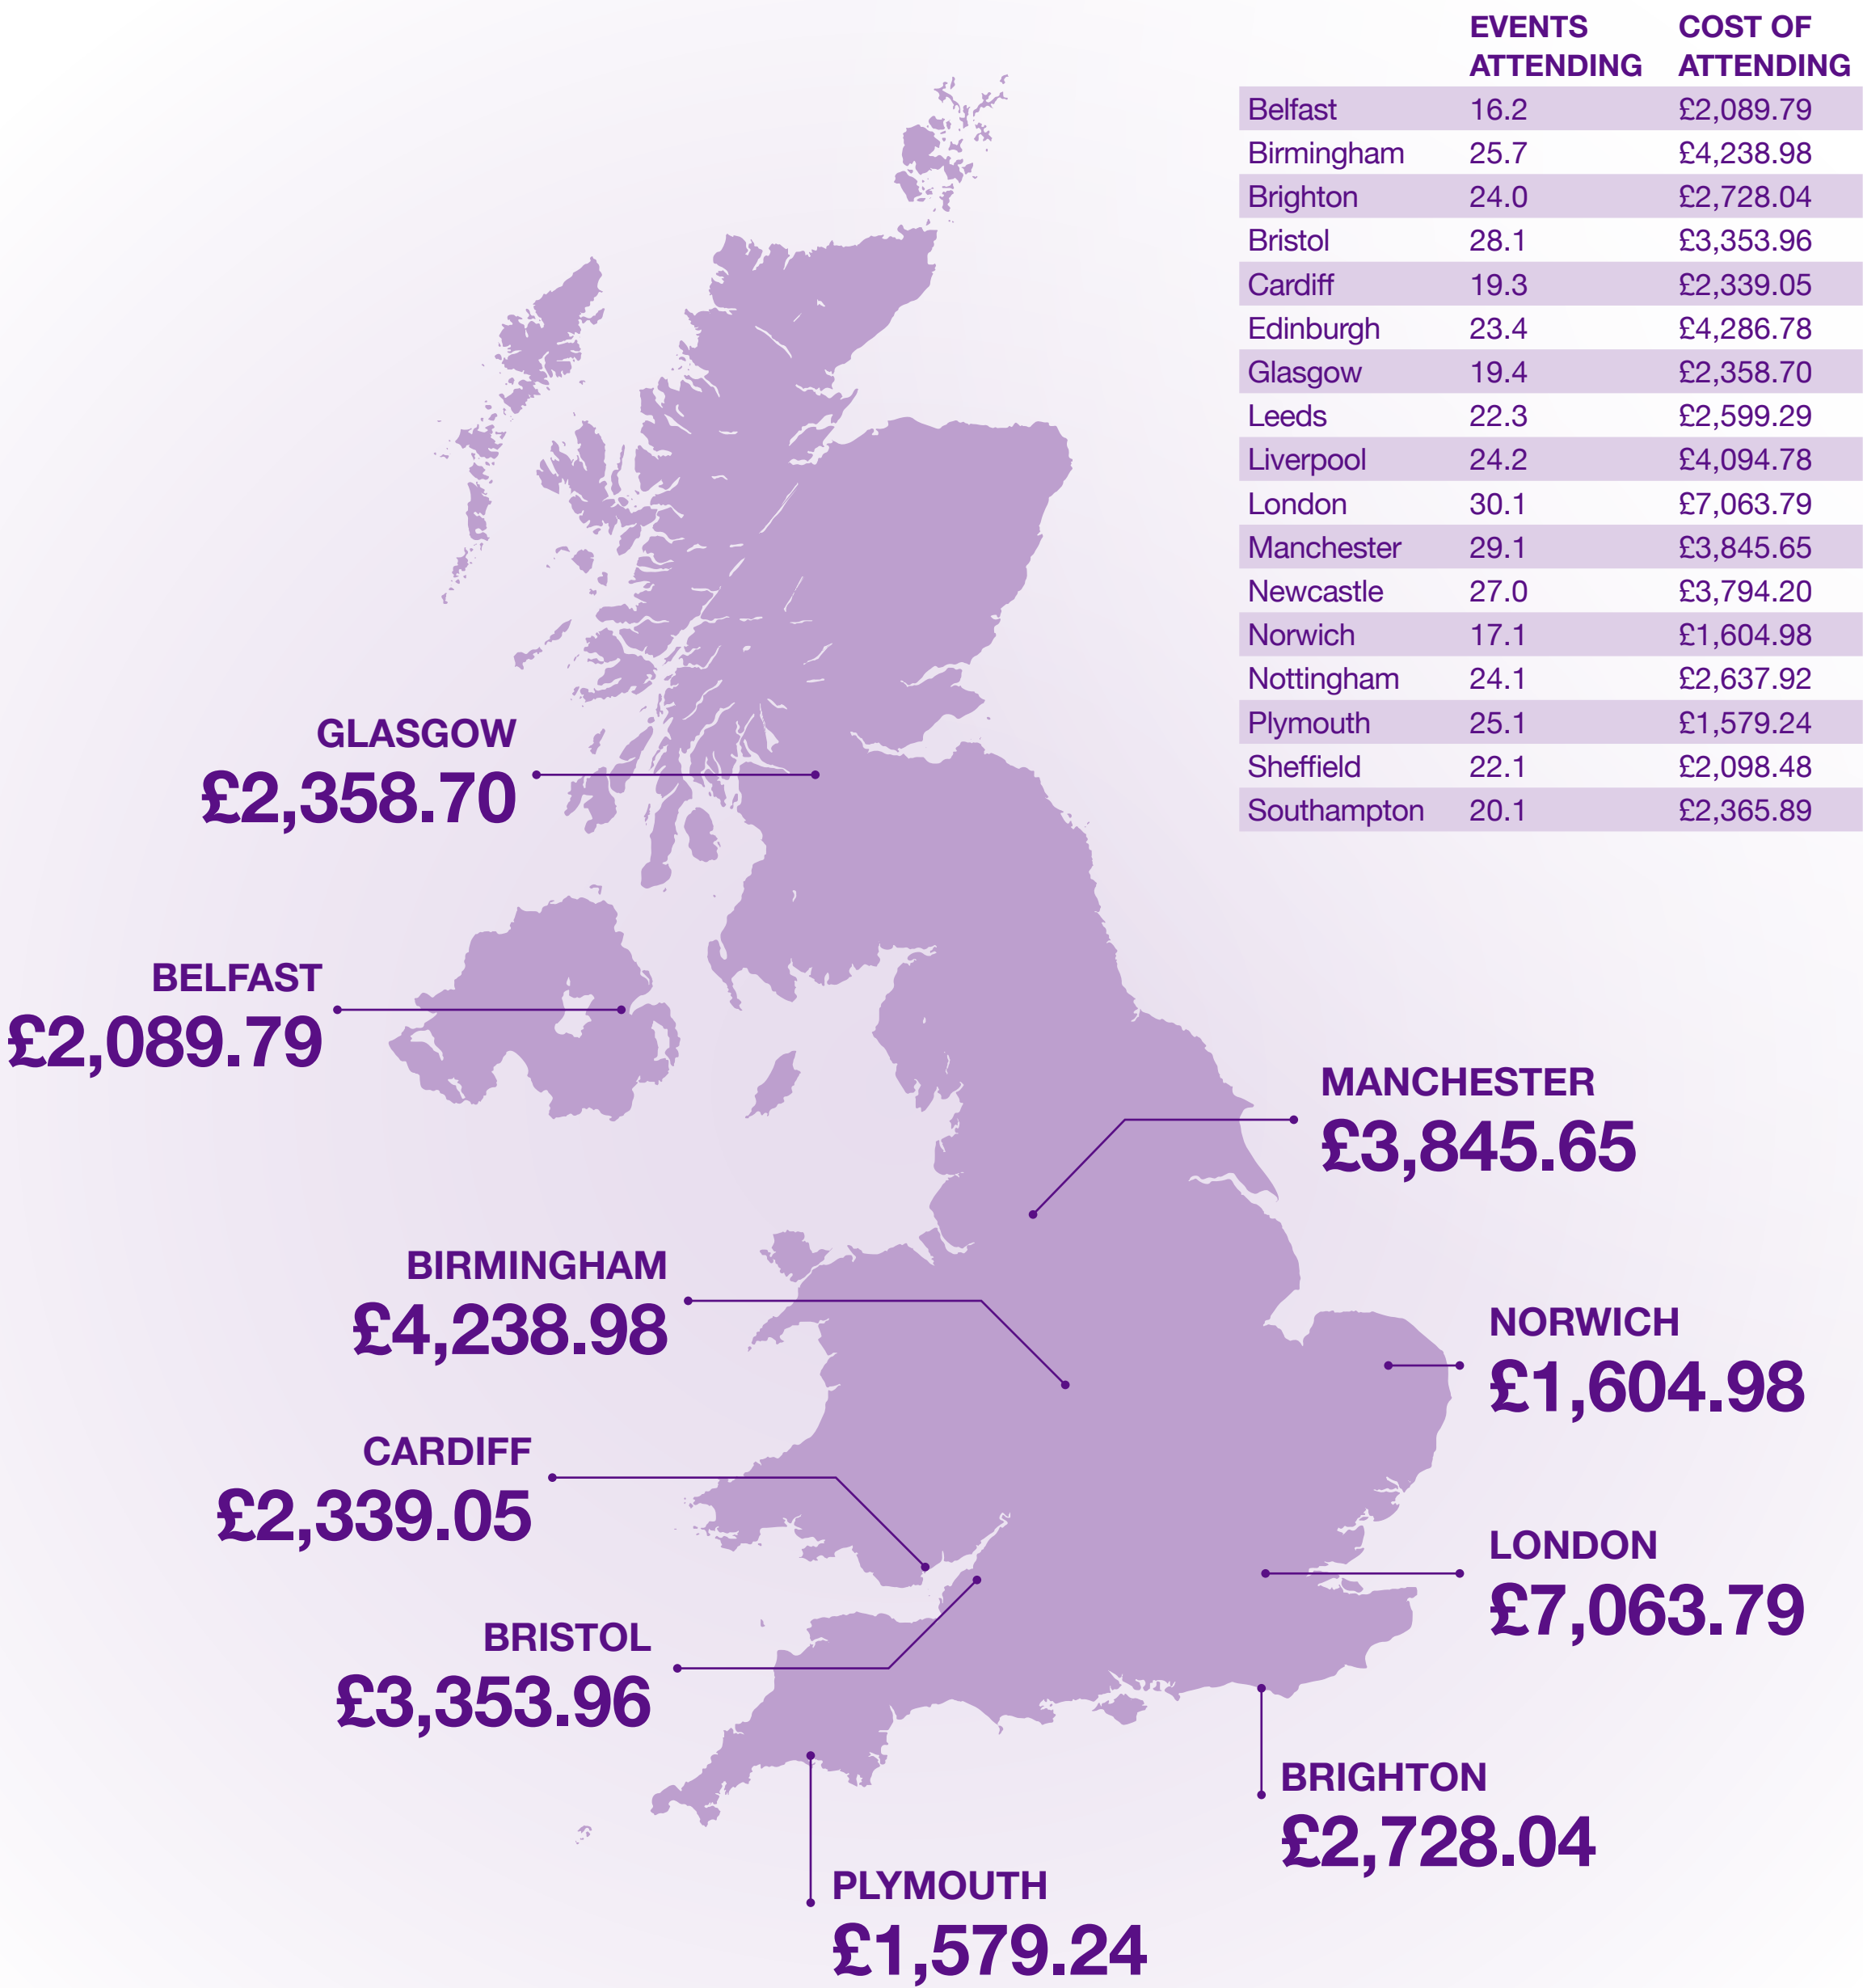 EVENTS ATTENDING COST OF ATTENDING
Belfast 16.2 £2,089.79
Birmingham 25.7 £4,238.98
Brighton 24.0 £2,728.04
Bristol 28.1 £3,353.96
Cardiff 19.3 £2,339.05
Edinburgh 23.4 £4,286.78
Glasgow 19.4 £2,358.70
Leeds 22.3 £2,599.29
Liverpool 24.2 £4,094.78
London 30.1 £7,063.79
Manchester 29.1 £3,845.65
Newcastle 27.0 £3,794.20
Norwich 17.1 £1,604.98
Nottingham 24.1 £2,637.92
Plymouth 25.1 £1,579.24
Sheffield 22.1 £2,098.48
Southampton 20.1 £2,365.89
GLASGOW
£2,358.70
BELFAST
£2,089.79
MANCHESTER
£3,845.65
BIRMINGHAM
£4,238.98
NORWICH
£1,604.98
CARDIFF
£2,339.05
LONDON
£7,063.79
BRISTOL
£3,353.96
BRIGHTON
£2,728.04
PLYMOUTH
£1,579.24